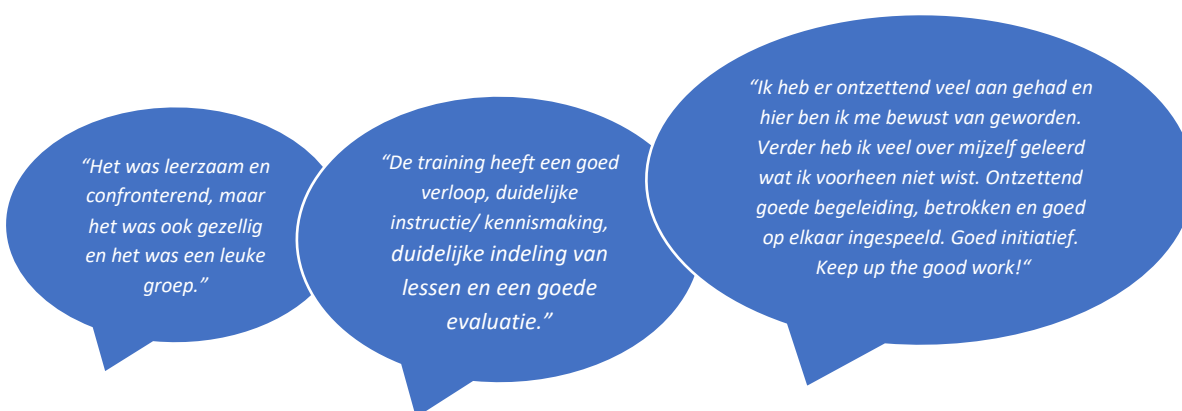 “Het was leerzaam en
confronterend, maar
het was ook gezellig
en het was een leuke
groep.”
“De training heeft een goed
verloop, duidelijke
instructie/ kennismaking,
duidelijke indeling van
lessen en een goede
evaluatie.”
“Ik heb er ontzettend veel aan gehad en
hier ben ik me bewust van geworden.
Verder heb ik veel over mijzelf geleerd
wat ik voorheen niet wist. Ontzettend
goede begeleiding, betrokken en goed
op elkaar ingespeeld. Goed initiatief.
Keep up the good work!“